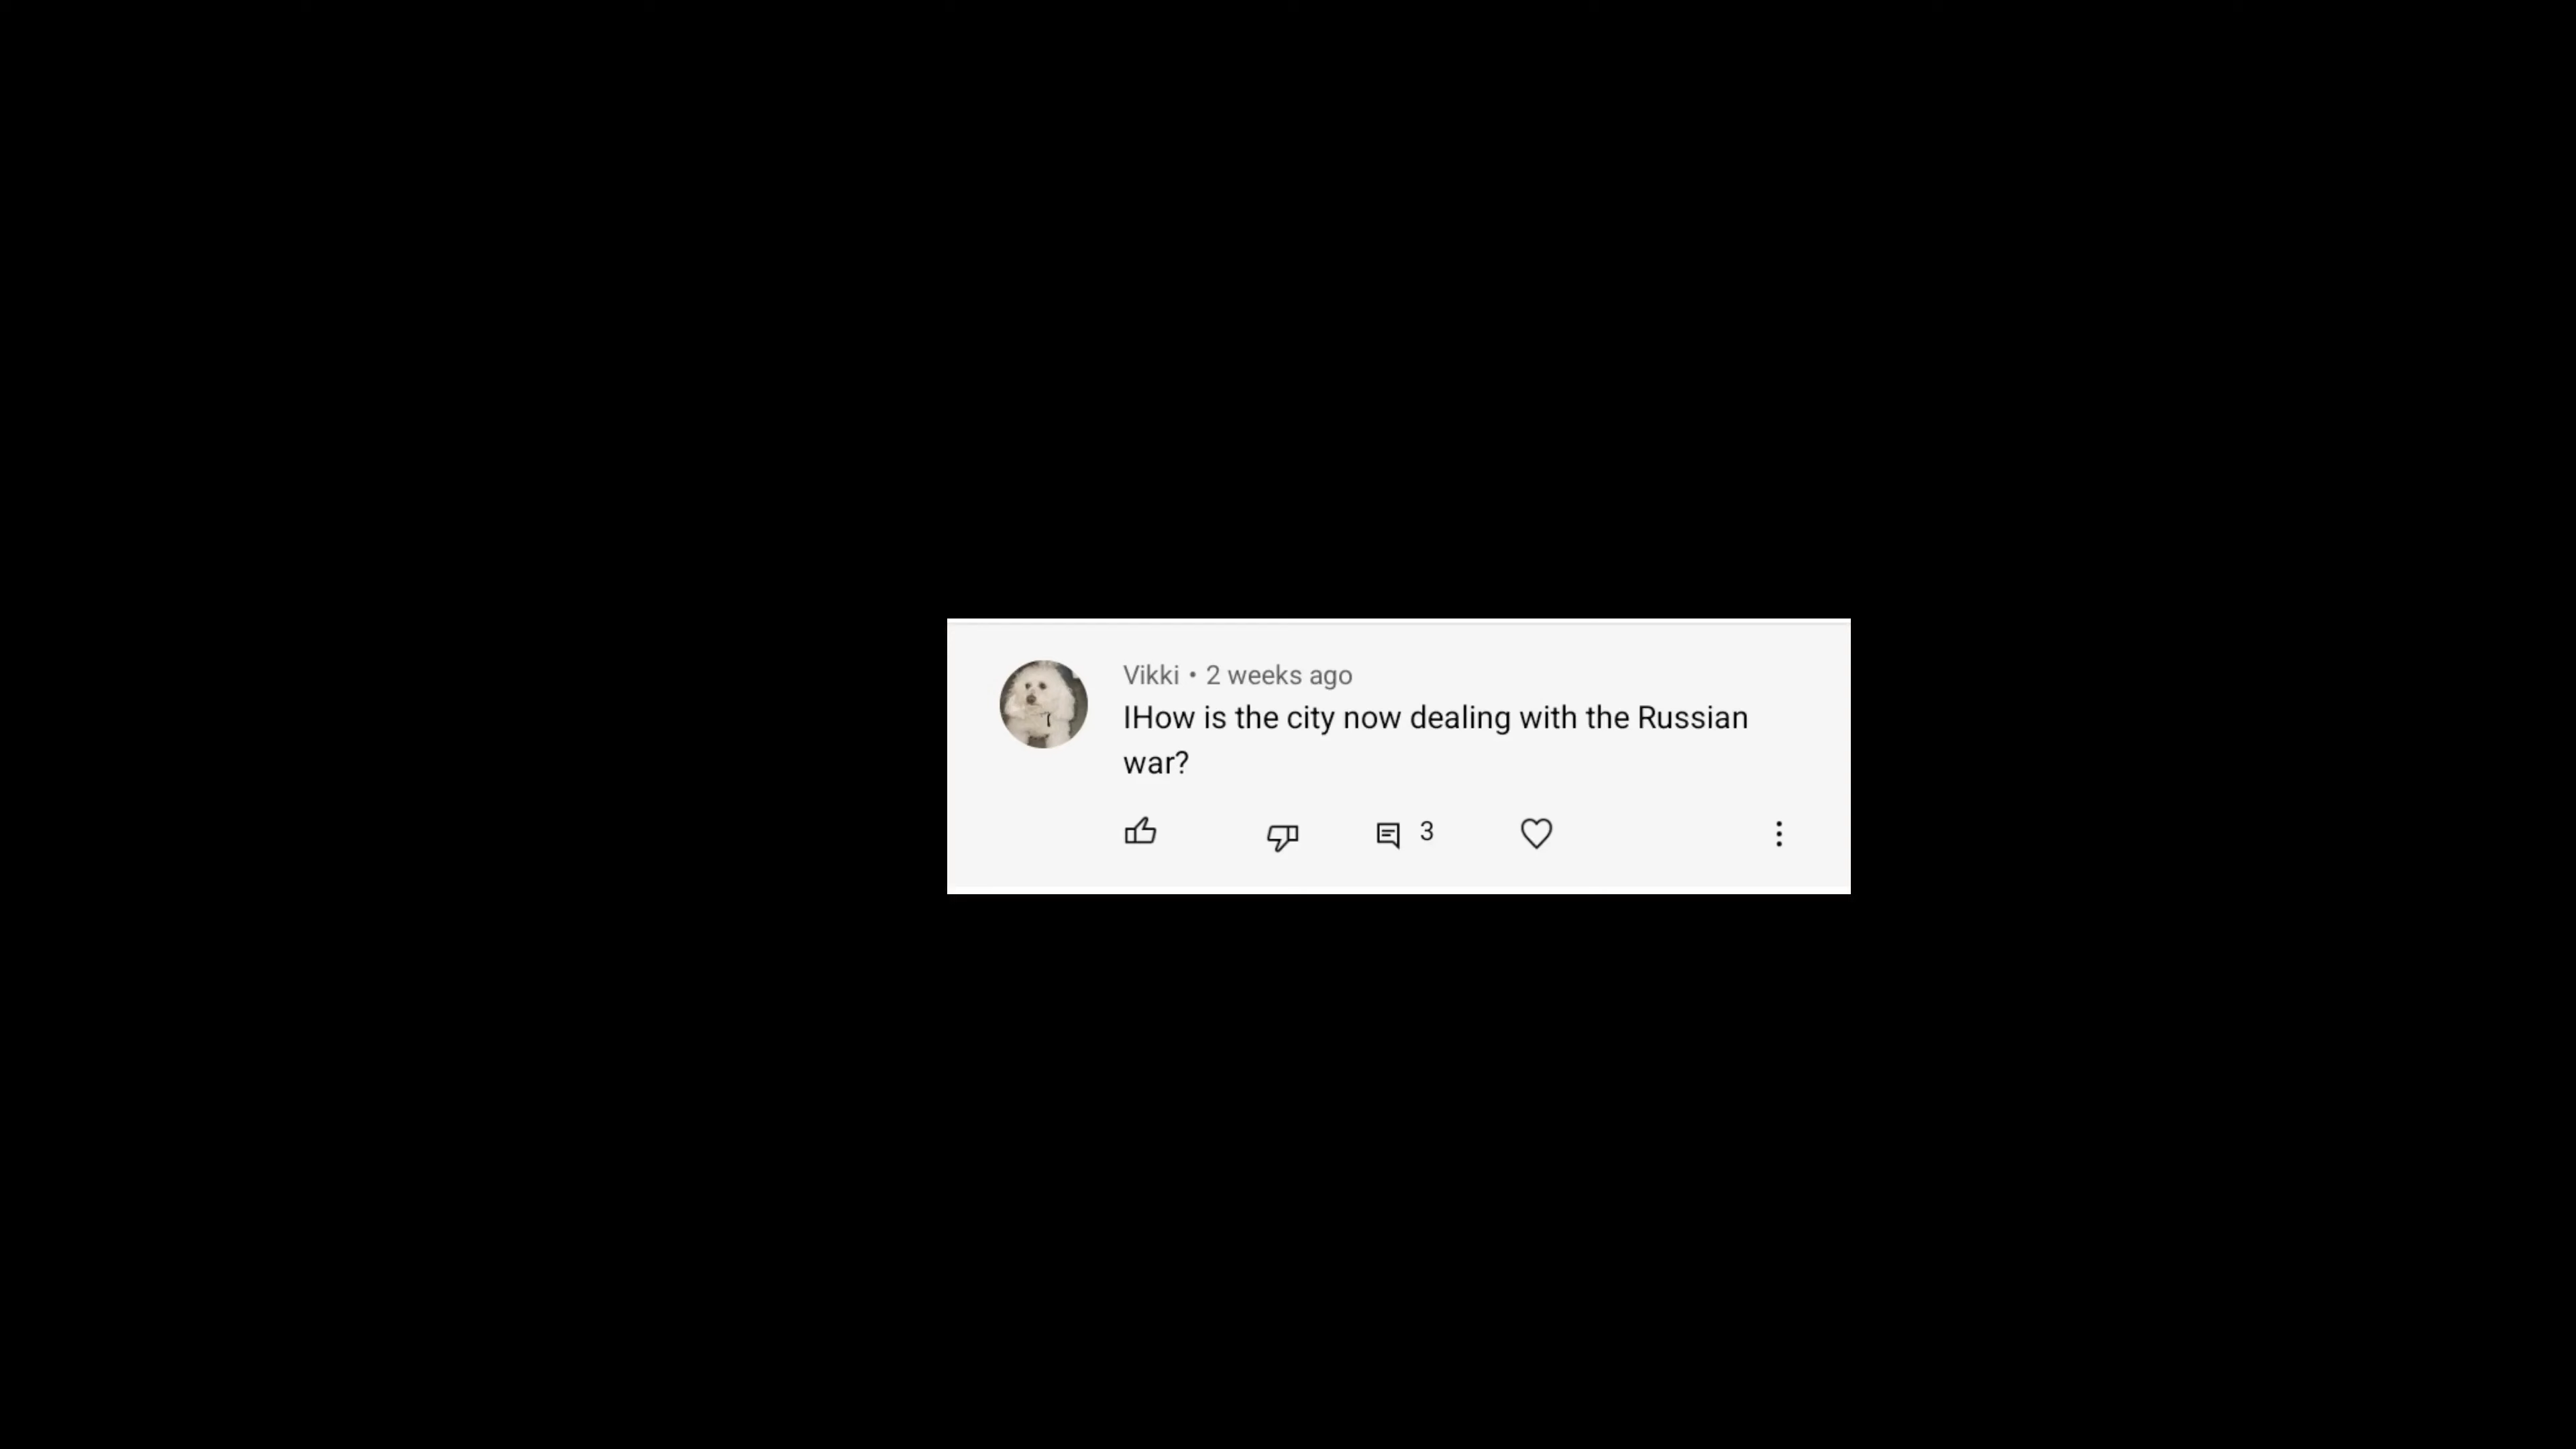 Vikki • 2 weeks ago
IHow is the city now dealing with the Russian
war?
3